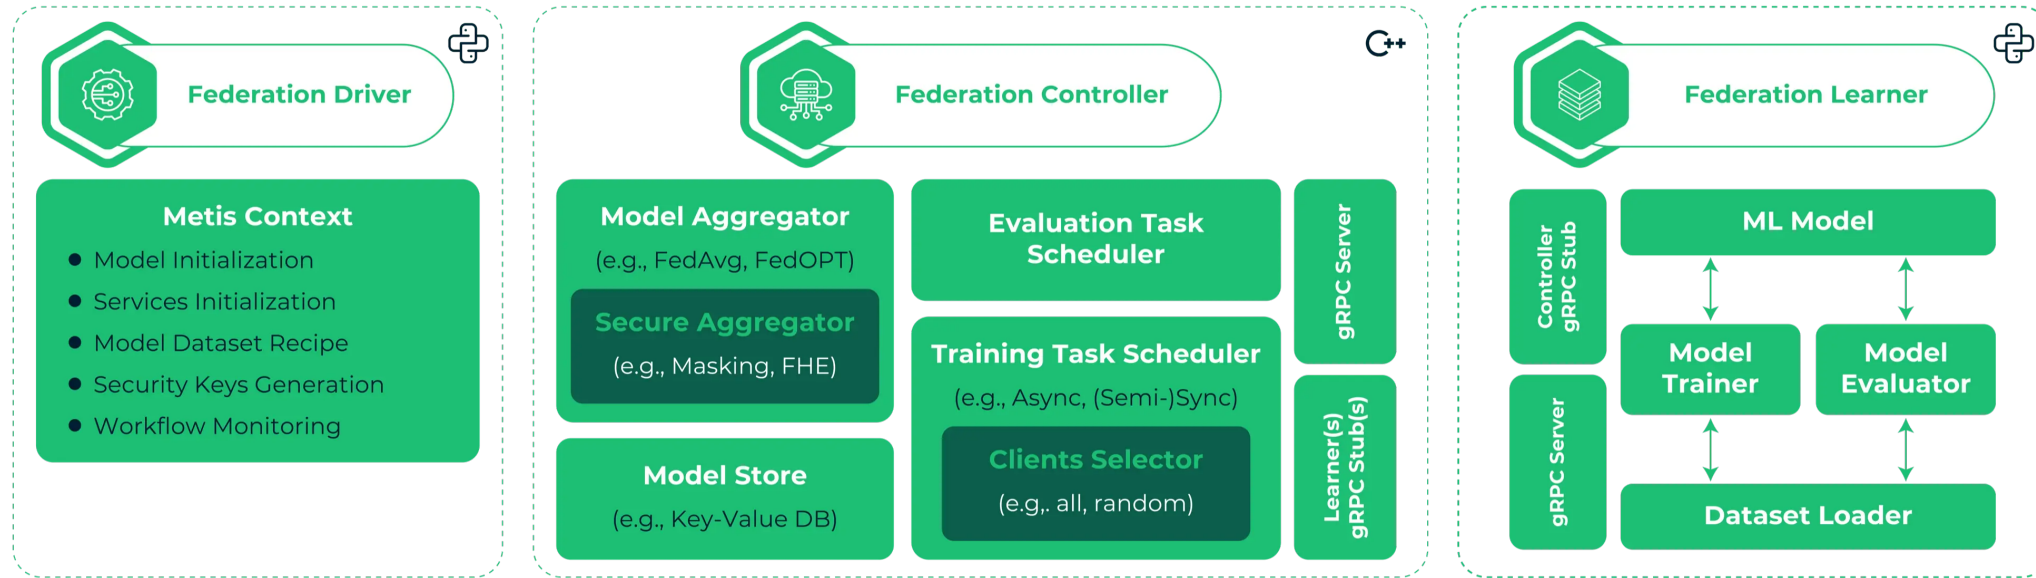 Federation Driver
Metis Context
Model Initialization
Services Initialization
Model Dataset Recipe
Security Keys Generation
Workflow Monitoring
C++
Federation Controller
Model Aggregator
(e.g., FedAvg, FedOPT)
Secure Aggregator
(e.g., Masking, FHE)
Model Store
(e.g., Key-Value DB)
Evaluation Task
Scheduler
Training Task Scheduler
(e.g., Async, (Semi-)Sync)
Clients Selector
(e.g,. all, random)
gRPC Server
Learner(s)
gRPC Stub(s)
Federation Learner
Controller
gRPC Stub
gRPC Server
ML Model
Model
Trainer
Model
Evaluator
Dataset Loader